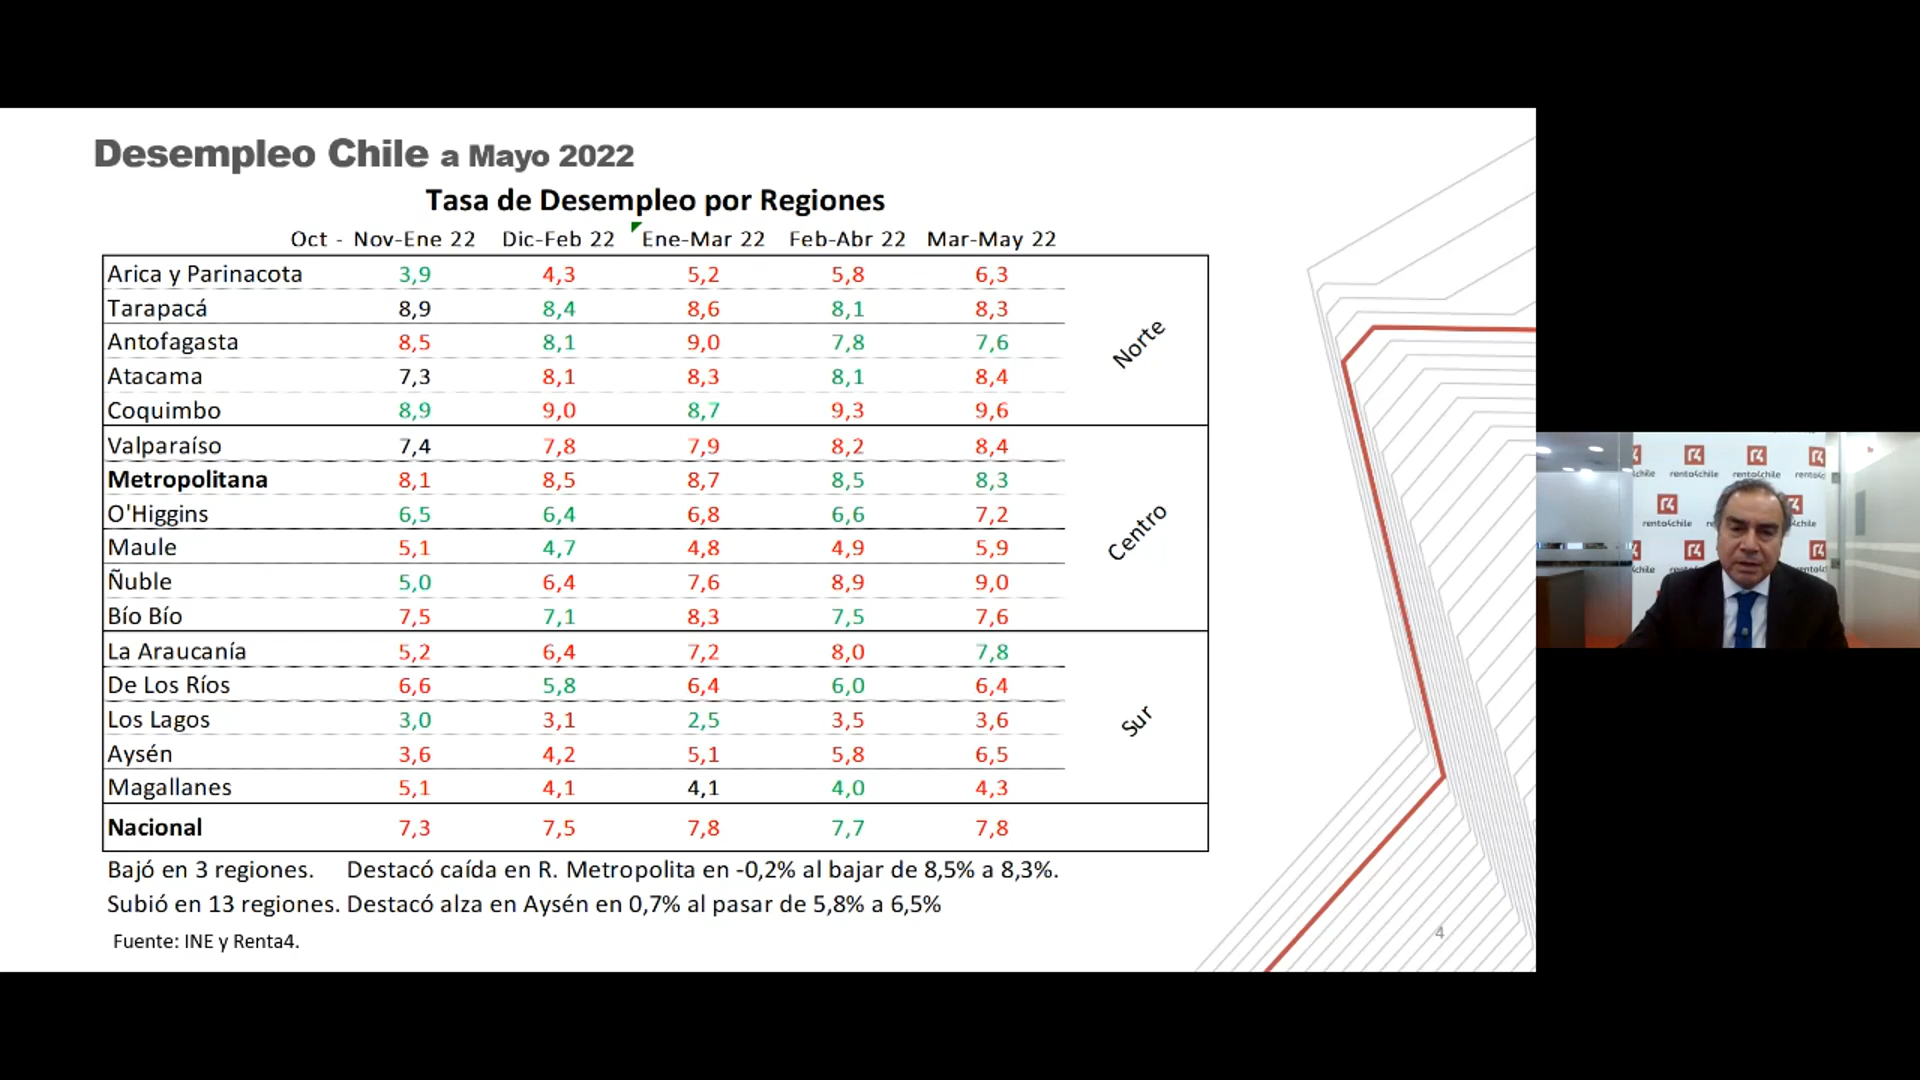 Desempleo Chile a Mayo 2022
Tasa de Desempleo por Regiones
Oct - Nov-Ene 22 Dic-Feb 22 Ene-Mar 22 Feb-Abr 22 Mar-May 22
Arica y Parinacota 3,9 4,3 5,2 5,8 6,3
Tarapacá 8,9 8,4 8,6 8,1 8,3
Antofagasta 8,5 8,1 9,0 7,8 7,6
Norte
Atacama 7,3 8,1 8,3 8,1 8,4
Coquimbo 8,9 9,0 8,7 9,3 9,6
Valparaíso 7,4 7,8 7,9 8,2 8,4
Metropolitana 8,1 8,5 8,7 8,5 8,3
O'Higgins 6,5 6,4 6,8 6,6 7,2
Centro
Maule 5,1 4,7 4,8 4,9 5,9
Ñuble 5,0 6,4 7,6 8,9 9,0
Bío Bío 7,5 7,1 8,3 7,5 7,6
La Araucanía 5,2 6,4 7,2 8,0 7,8
De Los Ríos 6,6 5,8 6,4 6,0 6,4
Los Lagos 3,0 3,1 2,5 3,5 3,6
Sur
Aysén 3,6 4,2 5,1 5,8 6,5
Magallanes 5,1 4,1 4,1 4,0 4,3
Nacional 7,3 7,5 7,8 7,7 7,8
Bajó en 3 regiones. Destacó caída en R. Metropolita en -0,2% al bajar de 8,5% a 8,3%.
Subió en 13 regiones. Destacó alza en Aysén en 0,7% al pasar de 5,8% a 6,5%
Fuente: INE y Renta4.
4
renta4chile renta4chile
renta4chile